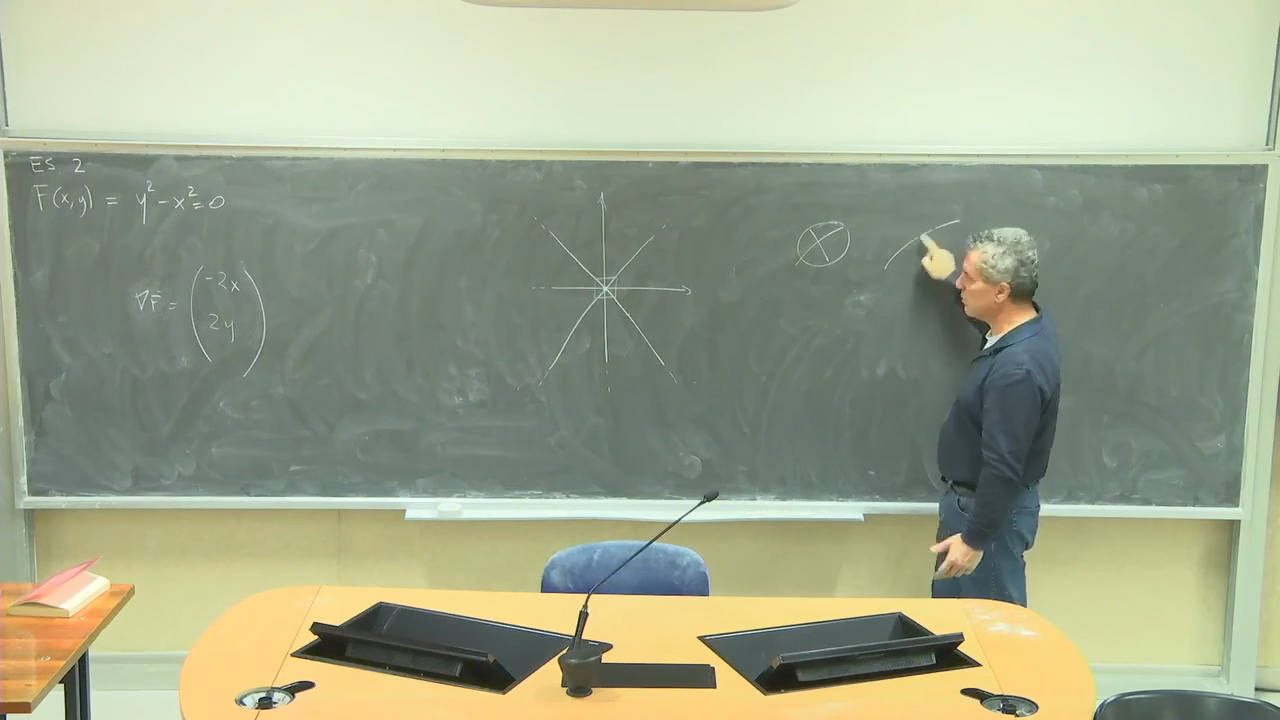 ES. 2
F(x,y) = y² - x² = 0
∇F = (-2x
2y)